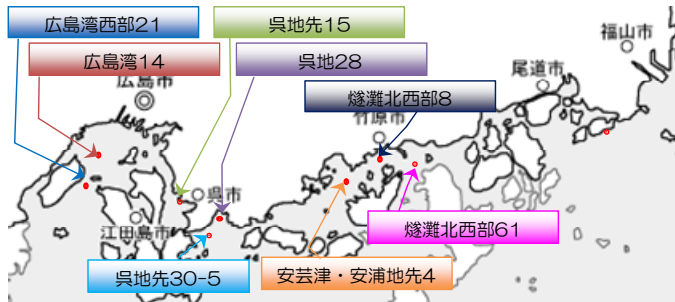 広島湾西部21
呉地先15
福山市
広島湾14
呉地28
尾道市
広島市
燧灘北西部8
竹原市
呉市
江田島市
燧灘北西部61
呉地先30-5
安芸津・安浦地先4